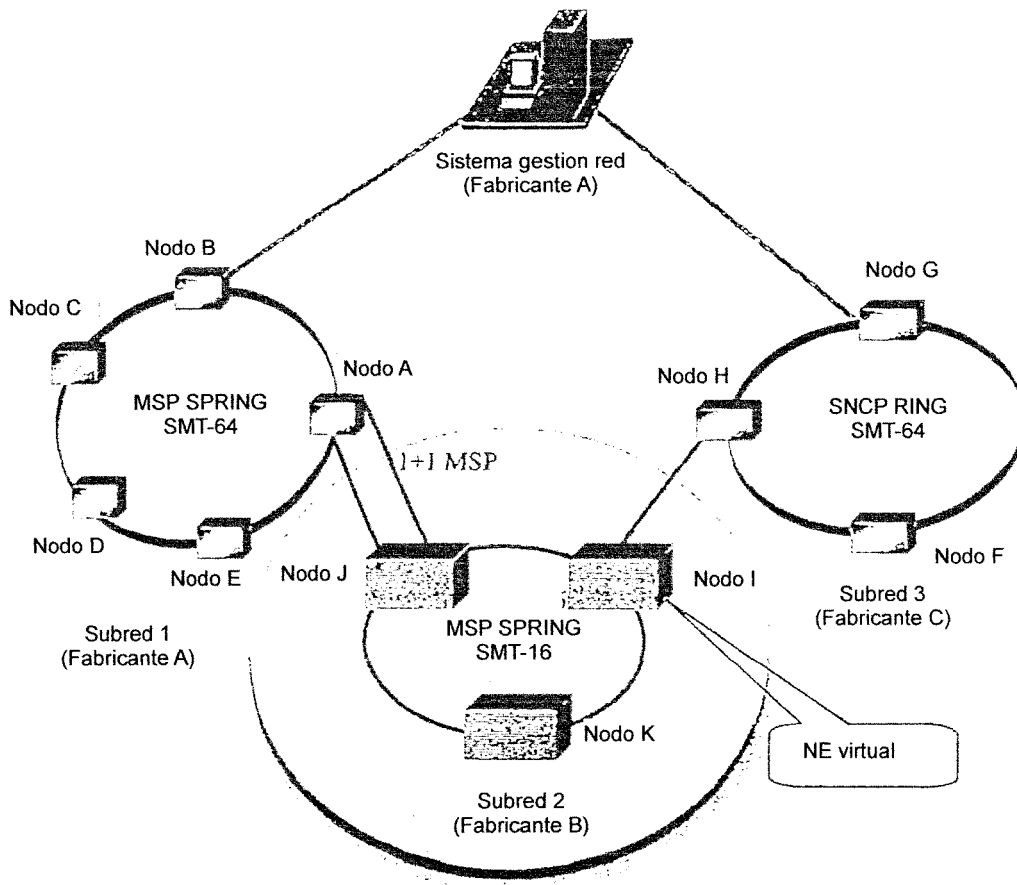 Sistema gestion red
(Fabricante A)
Nodo B
Nodo G
Nodo C
Nodo A
Nodo H
MSP SPRING
SMT-64
SNCP RING
SMT-64
1+1 MSP
Nodo D
Nodo E
Nodo J
Nodo I
Nodo F
Subred 1
(Fabricante A)
MSP SPRING
SMT-16
Subred 3
(Fabricante C)
Nodo K
NE virtual
Subred 2
(Fabricante B)